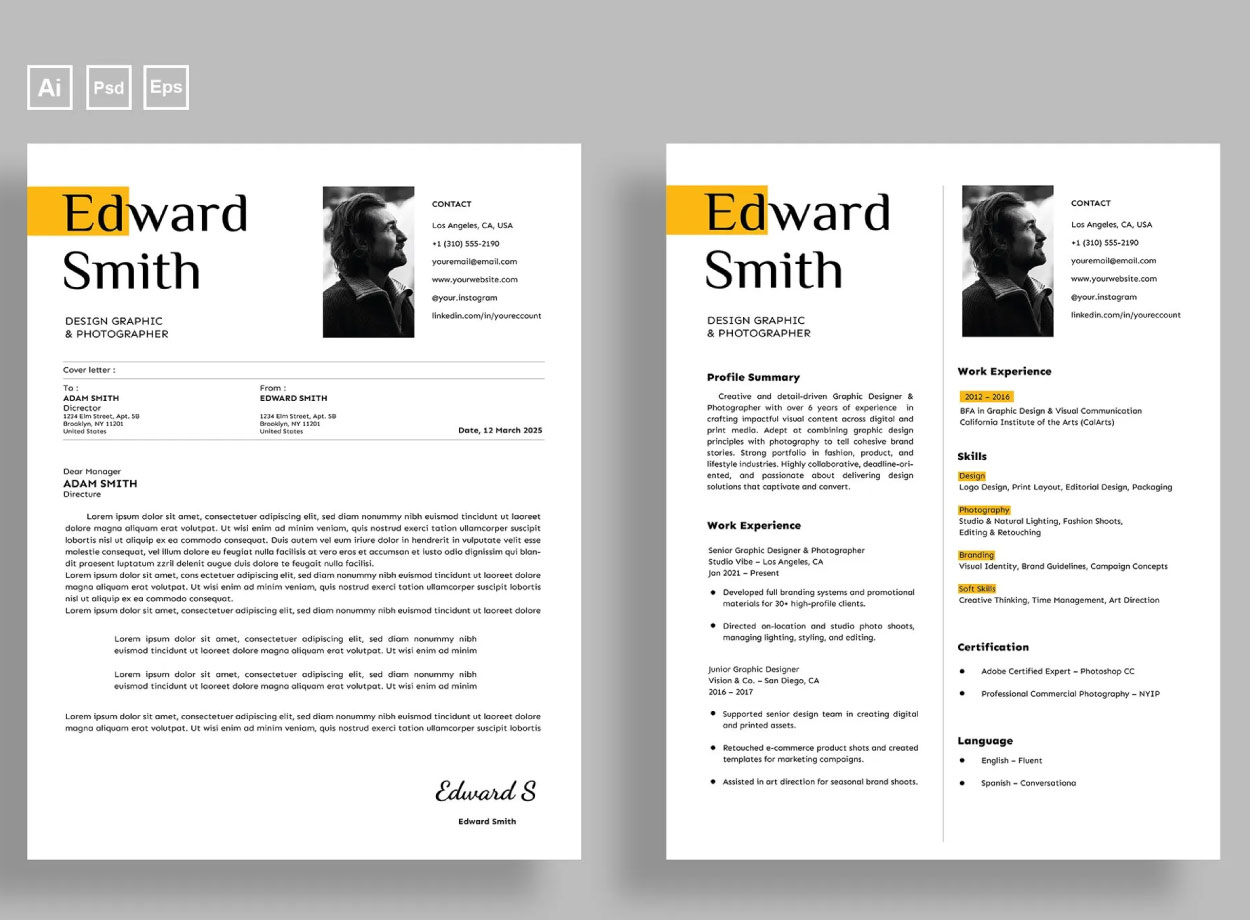 Ai
Psd
Eps
Edward
Smith
DESIGN GRAPHIC
& PHOTOGRAPHER
CONTACT
Los Angeles, CA, USA
+1 (310) 555-2190
youremail@email.com
www.yourwebsite.com
@your.instagram
linkedin.com/in/youreccount
Cover letter :
To :
ADAM SMITH
Dicrector
1234 Elm Street, Apt. 5B
Brooklyn, NY 11201
United States
From :
EDWARD SMITH
1234 Elm Street, Apt. 5B
Brooklyn, NY 11201
United States
Date, 12 March 2025
Dear Manager
ADAM SMITH
Directure
Lorem ipsum dolor sit amet, consectetuer adipiscing elit, sed diam nonummy nibh euismod tincidunt ut laoreet
dolore magna aliquam erat volutpat. Ut wisi enim ad minim veniam, quis nostrud exerci tation ullamcorper suscipit
lobortis nisl ut aliquip ex ea commodo consequat. Duis autem vel eum iriure dolor in hendrerit in vulputate velit esse
molestie consequat, vel illum dolore eu feugiat nulla facilisis at vero eros et accumsan et iusto odio dignissim qui blan-
dit praesent luptatum zzril delenit augue duis dolore te feugait nulla facilisi.
Lorem ipsum dolor sit amet, cons ectetuer adipiscing elit, sed diam nonummy nibh euismod tincidunt ut laoreet dolore
magna aliquam erat volutpat. Ut wisi enim ad minim veniam, quis nostrud exerci tation ullamcorper suscipit lobortis
nisl ut aliquip ex ea commodo consequat.
Lorem ipsum dolor sit amet, consectetuer adipiscing elit, sed diam nonummy nibh euismod tincidunt ut laoreet dolore
Lorem ipsum dolor sit amet, consectetuer adipiscing elit, sed diam nonummy nibh
euismod tincidunt ut laoreet dolore magna aliquam erat volutpat. Ut wisi enim ad minim
Lorem ipsum dolor sit amet, consectetuer adipiscing elit, sed diam nonummy nibh
euismod tincidunt ut laoreet dolore magna aliquam erat volutpat. Ut wisi enim ad minim
Lorem ipsum dolor sit amet, consectetuer adipiscing elit, sed diam nonummy nibh euismod tincidunt ut laoreet dolore
magna aliquam erat volutpat. Ut wisi enim ad minim veniam, quis nostrud exerci tation ullamcorper suscipit lobortis
Edward S
Edward Smith
Edward
Smith
DESIGN GRAPHIC
& PHOTOGRAPHER
Profile Summary
Creative and detail-driven Graphic Designer &
Photographer with over 6 years of experience in
crafting impactful visual content across digital and
print media. Adept at combining graphic design
principles with photography to tell cohesive brand
stories. Strong portfolio in fashion, product, and
lifestyle industries. Highly collaborative, deadline-ori-
ented, and passionate about delivering design
solutions that captivate and convert.
Work Experience
Senior Graphic Designer & Photographer
Studio Vibe – Los Angeles, CA
Jan 2021 – Present
● Developed full branding systems and promotional
materials for 30+ high-profile clients.
● Directed on-location and studio photo shoots,
managing lighting, styling, and editing.
Junior Graphic Designer
Vision & Co. – San Diego, CA
2016 – 2017
● Supported senior design team in creating digital
and printed assets.
● Retouched e-commerce product shots and created
templates for marketing campaigns.
● Assisted in art direction for seasonal brand shoots.
CONTACT
Los Angeles, CA, USA
+1 (310) 555-2190
youremail@email.com
www.yourwebsite.com
@your.instagram
linkedin.com/in/youreccount
Work Experience
2012 – 2016
BFA in Graphic Design & Visual Communication
California Institute of the Arts (CalArts)
Skills
Design
Logo Design, Print Layout, Editorial Design, Packaging
Photography
Studio & Natural Lighting, Fashion Shoots,
Editing & Retouching
Branding
Visual Identity, Brand Guidelines, Campaign Concepts
Soft Skills
Creative Thinking, Time Management, Art Direction
Certification
● Adobe Certified Expert – Photoshop CC
● Professional Commercial Photography – NYIP
Language
● English – Fluent
● Spanish – Conversationa